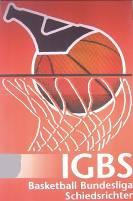 IGBS
Basketball Bundesliga
Schiedsrichter